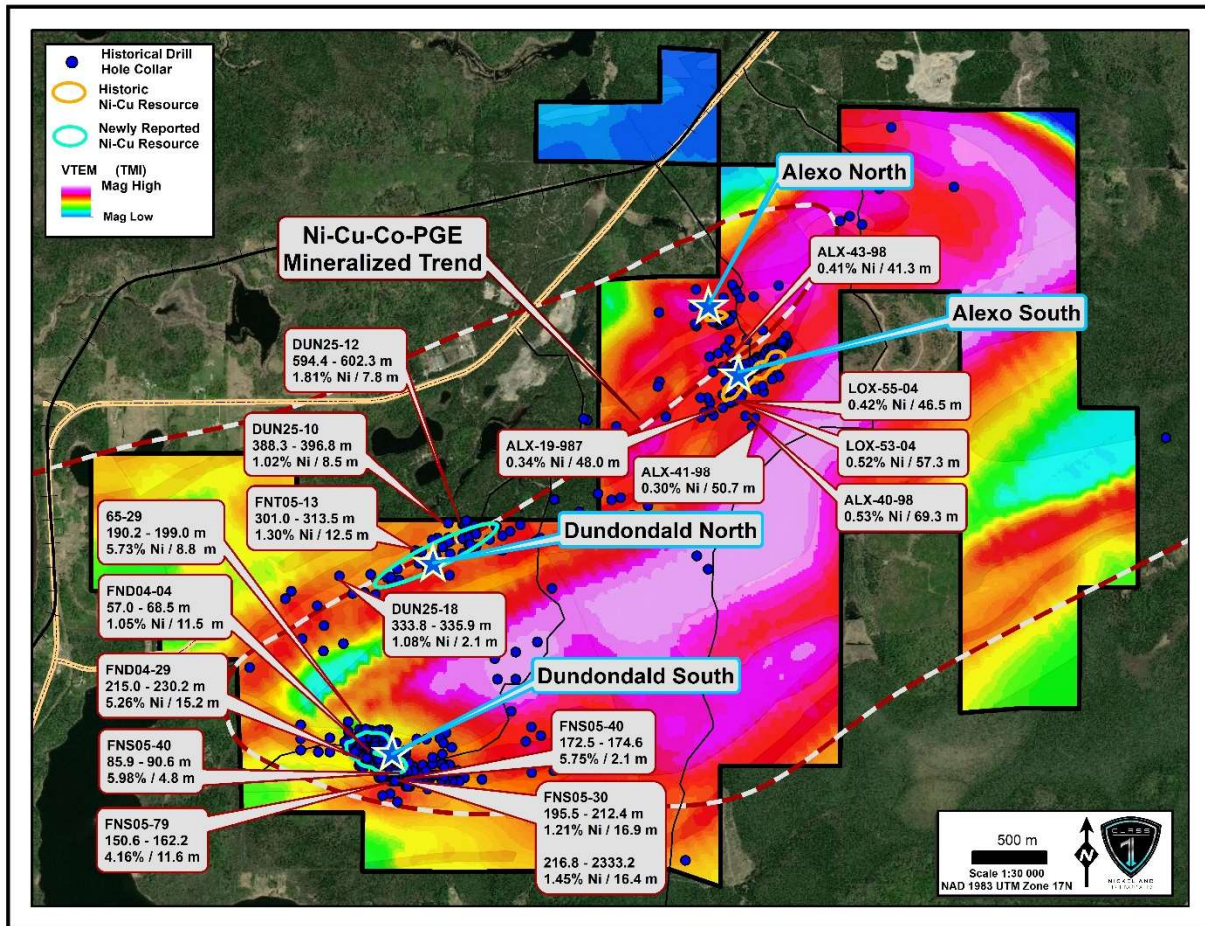 Historical Drill
Hole Collar
Historic
Ni-Cu Resource
Newly Reported
Ni-Cu Resource
VTEM (TMI)
Mag High
Mag Low
Alexo North
Ni-Cu-Co-PGE
Mineralized Trend
ALX-43-98
0.41% Ni / 41.3 m
Alexo South
DUN25-12
594.4 - 602.3 m
1.81% Ni / 7.8 m
LOX-55-04
0.42% Ni / 46.5 m
DUN25-10
388.3 - 396.8 m
1.02% Ni / 8.5 m
ALX-19-987
0.34% Ni / 48.0 m
LOX-53-04
0.52% Ni / 57.3 m
ALX-41-98
0.30% Ni / 50.7 m
ALX-40-98
0.53% Ni / 69.3 m
FNT05-13
301.0 - 313.5 m
1.30% Ni / 12.5 m
65-29
190.2 - 199.0 m
5.73% Ni / 8.8 m
Dundondald North
FND04-04
57.0 - 68.5 m
1.05% Ni / 11.5 m
DUN25-18
333.8 - 335.9 m
1.08% Ni / 2.1 m
FND04-29
215.0 - 230.2 m
5.26% Ni / 15.2 m
Dundondald South
FNS05-40
85.9 - 90.6 m
5.98% / 4.8 m
FNS05-40
172.5 - 174.6
5.75% / 2.1 m
FNS05-79
150.6 - 162.2
4.16% / 11.6 m
FNS05-30
195.5 - 212.4 m
1.21% Ni / 16.9 m
216.8 - 2333.2
1.45% Ni / 16.4 m
500 m
Scale 1:30 000
NAD 1983 UTM Zone 17N
N
CLASS
1
NICKEL AND